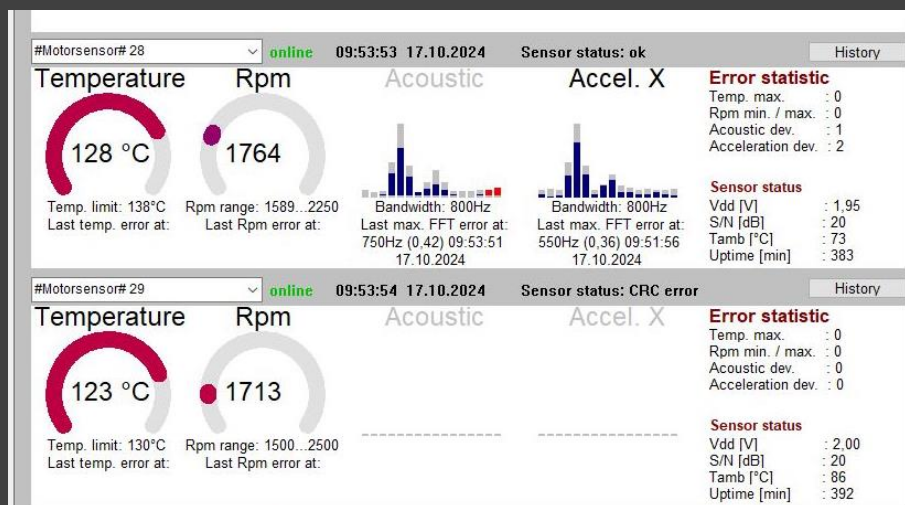 #Motorsensor# 28 online 09:53:53 17.10.2024 Sensor status: ok History
Temperature Rpm Acoustic Accel. X Error statistic
Temp. max. : 0
Rpm min. / max. : 0
Acoustic dev. : 1
Acceleration dev. : 2
128 °C 1764
Sensor status
Temp. limit: 138°C Rpm range: 1589...2250 Bandwidth: 800Hz Bandwidth: 800Hz Vdd [V] : 1,95
Last temp. error at: Last Rpm error at: Last max. FFT error at: Last max. FFT error at: S/N [dB] : 20
750Hz (0,42) 09:53:51 550Hz (0,36) 09:51:56 Tamb [°C] : 73
17.10.2024 17.10.2024 Uptime [min] : 383
#Motorsensor# 29 online 09:53:54 17.10.2024 Sensor status: CRC error History
Temperature Rpm Acoustic Accel. X Error statistic
Temp. max. : 0
Rpm min. / max. : 0
Acoustic dev. : 0
Acceleration dev. : 0
123 °C 1713
Sensor status
Temp. limit: 130°C Rpm range: 1500...2500 Vdd [V] : 2,00
Last temp. error at: Last Rpm error at: S/N [dB] : 20
Tamb [°C] : 86
Uptime [min] : 392